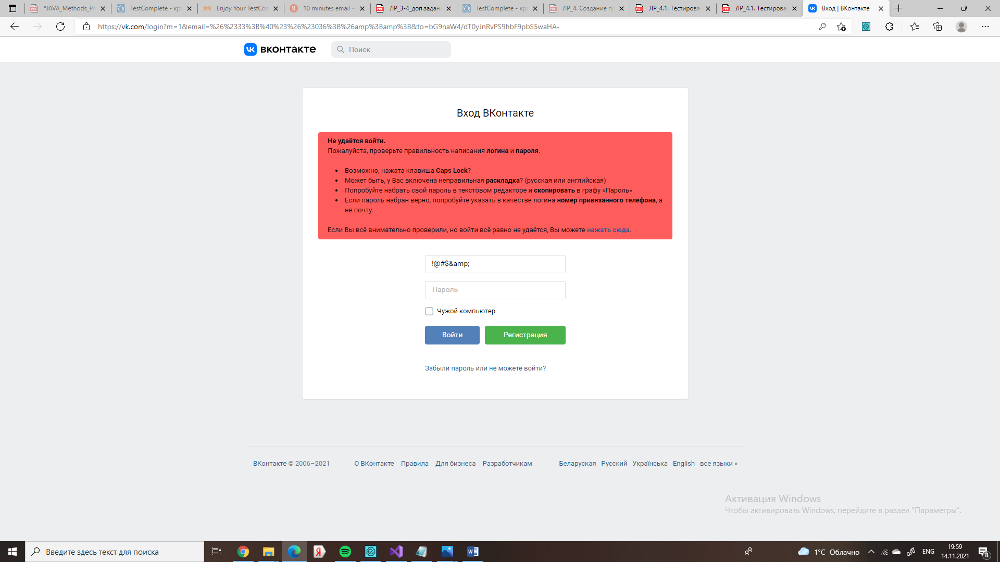 *JAVA_Methods_Pr
TestComplete - кра
Enjoy Your TestCon
10 minutes email –
ЛР_3-4_доп.задани
TestComplete - кра
ЛР_4. Создание пр
ЛР_4.1. Тестирова
ЛР_4.1. Тестирова
Вход | ВКонтакте
https://vk.com/login?m=1&email=%26%2333%3B%40%23%26%23036%3B%26amp%3Bamp%3B&to=bG9naW4/dT0yJnRvPS9hbF9pbS5waHA-
вконтакте
Поиск
Вход ВКонтакте
Не удаётся войти.
Пожалуйста, проверьте правильность написания логина и пароля.
• Возможно, нажата клавиша Caps Lock?
• Может быть, у Вас включена неправильная раскладка? (русская или английская)
• Попробуйте набрать свой пароль в текстовом редакторе и скопировать в графу «Пароль»
• Если пароль набран верно, попробуйте указать в качестве логина номер привязанного телефона, а
не почту.
Если Вы всё внимательно проверили, но войти всё равно не удаётся, Вы можете нажать сюда.
!@#$&amp;
Пароль
Чужой компьютер
Войти
Регистрация
Забыли пароль или не можете войти?
ВКонтакте © 2006–2021
О ВКонтакте Правила Для бизнеса Разработчикам
Беларуская Русский Українська English все языки »
Активация Windows
Чтобы активировать Windows, перейдите в раздел "Параметры".
Введите здесь текст для поиска
1°C Облачно
ENG
19:59
14.11.2021
8